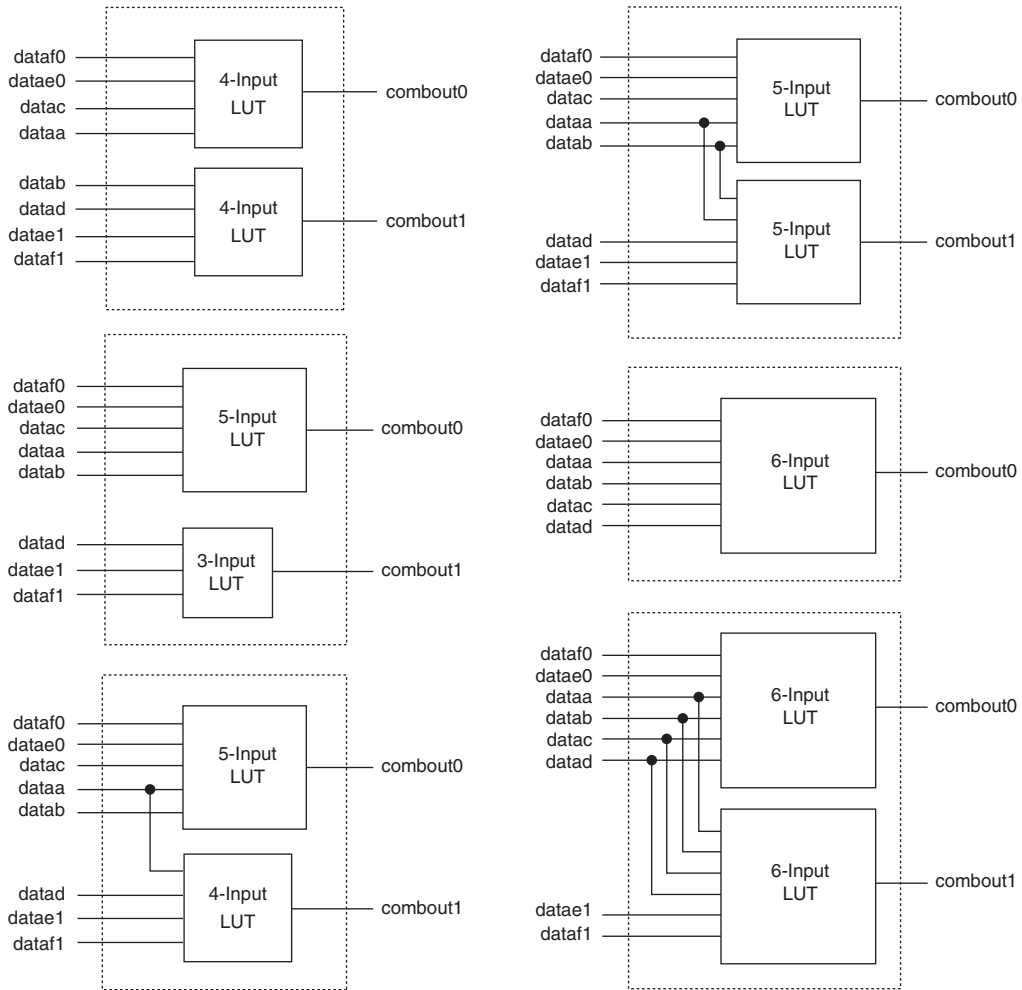 dataf0
datae0
datac
dataa
4-Input
LUT
combout0
datab
datad
datae1
dataf1
4-Input
LUT
combout1
dataf0
datae0
datac
dataa
datab
5-Input
LUT
combout0
datad
datae1
dataf1
3-Input
LUT
combout1
dataf0
datae0
datac
dataa
datab
5-Input
LUT
combout0
datad
datae1
dataf1
4-Input
LUT
combout1
dataf0
datae0
datac
dataa
datab
5-Input
LUT
combout0
datad
datae1
dataf1
5-Input
LUT
combout1
dataf0
datae0
dataa
datab
datac
datad
6-Input
LUT
combout0
dataf0
datae0
dataa
datab
datac
datad
6-Input
LUT
combout0
datae1
dataf1
6-Input
LUT
combout1